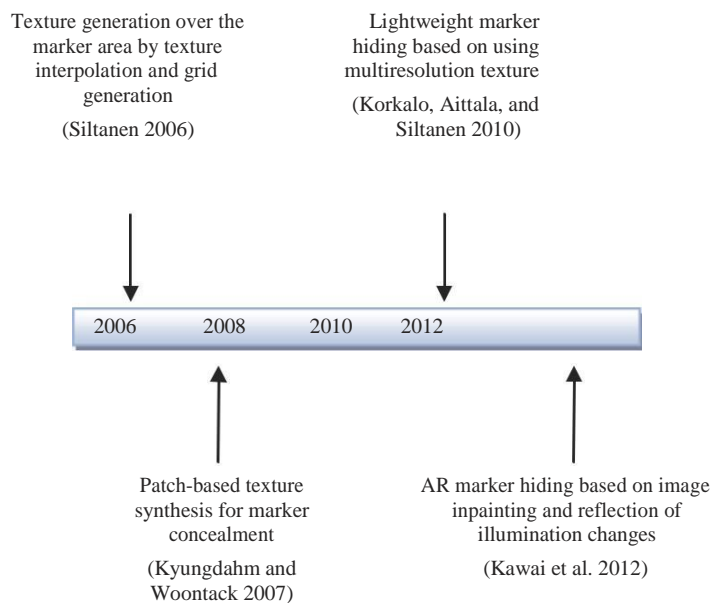 Texture generation over the
marker area by texture
interpolation and grid
generation
(Siltanen 2006)
Lightweight marker
hiding based on using
multiresolution texture
(Korkalo, Aittala, and
Siltanen 2010)
2006 2008 2010 2012
Patch-based texture
synthesis for marker
concealment
(Kyungdahm and
Woontack 2007)
AR marker hiding based on image
inpainting and reflection of
illumination changes
(Kawai et al. 2012)